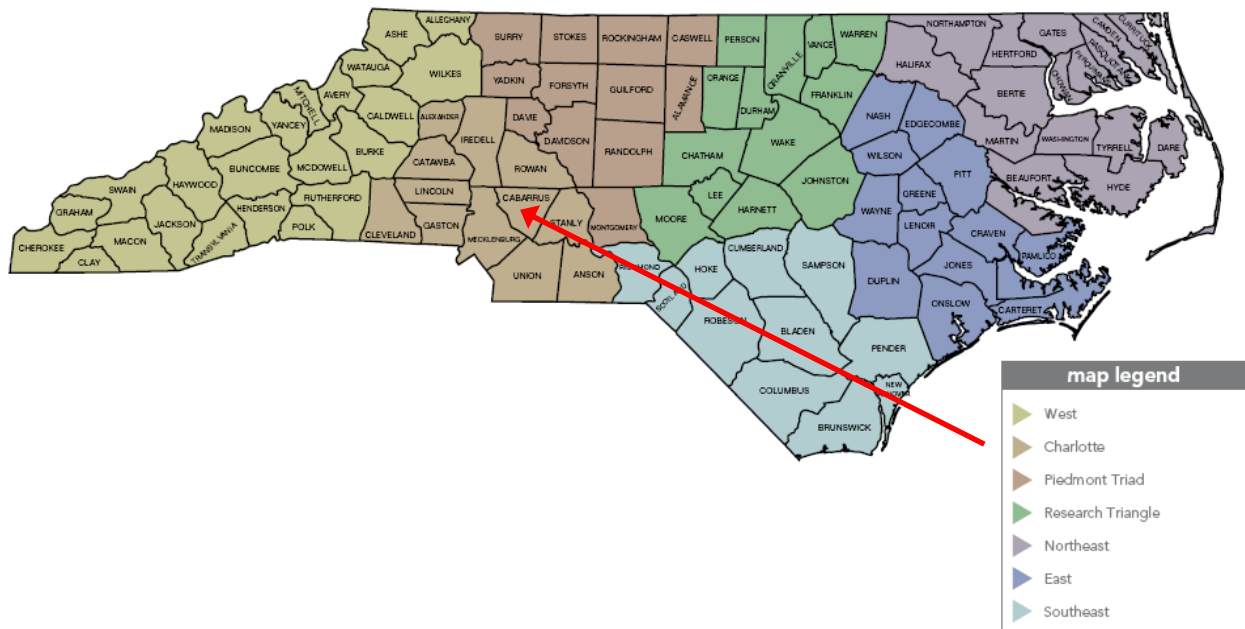 ALLEGHANY
ASHE
SURRY
STOKES
ROCKINGHAM
CASWELL
PERSON
GRANVILLE
VANCE
WARREN
NORTHAMPTON
GATES
CAMDEN
CURRITUCK
PASQUOTANK
PERQUIMANS
CHOWAN
HERTFORD
HALIFAX
BERTIE
WATAUGA
WILKES
YADKIN
FORSYTH
GUILFORD
ALAMANCE
ORANGE
DURHAM
FRANKLIN
NASH
EDGECOMBE
MARTIN
WASHINGTON
TYRRELL
DARE
MITCHELL
AVERY
CALDWELL
ALEXANDER
IREDELL
DAVIE
DAVIDSON
RANDOLPH
CHATHAM
WAKE
WILSON
PITT
BEAUFORT
HYDE
MADISON
YANCEY
BURKE
CATAWBA
ROWAN
BUNCOMBE
MCDOWELL
HAYWOOD
SWAIN
GRAHAM
JACKSON
HENDERSON
RUTHERFORD
POLK
TRANSYLVANIA
CHEROKEE
MACON
CLAY
CLEVELAND
LINCOLN
GASTON
MECKLENBURG
CABARRUS
STANLY
MONTGOMERY
MOORE
LEE
HARNETT
JOHNSTON
WAYNE
GREENE
LENOIR
CRAVEN
PAMLICO
JONES
UNION
ANSON
RICHMOND
SCOTLAND
HOKE
CUMBERLAND
SAMPSON
DUPLIN
ONSLOW
CARTERET
ROBESON
BLADEN
PENDER
COLUMBUS
NEW
HANOVER
BRUNSWICK
map legend
West
Charlotte
Piedmont Triad
Research Triangle
Northeast
East
Southeast